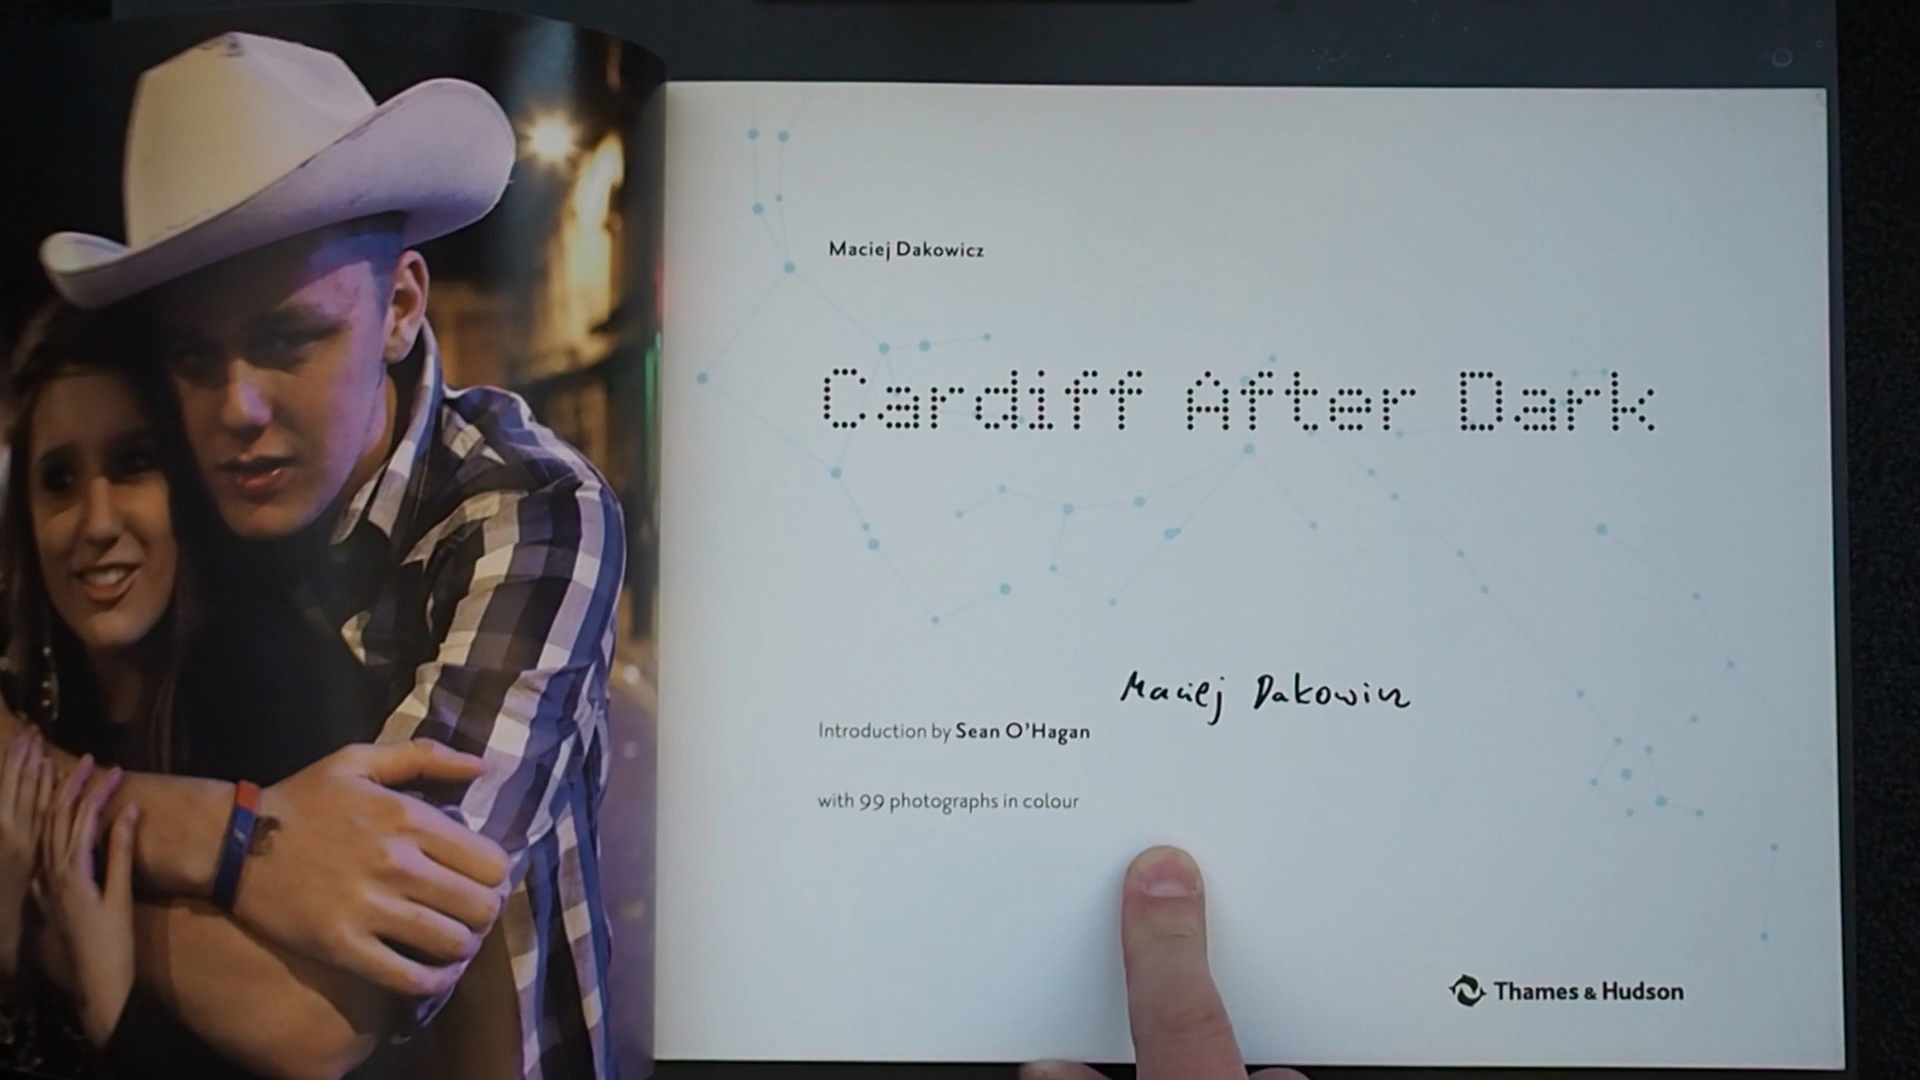 Maciej Dakowicz
Cardiff After Dark
Maciej Dakowicz
Introduction by Sean O’Hagan
with 99 photographs in colour
Thames & Hudson